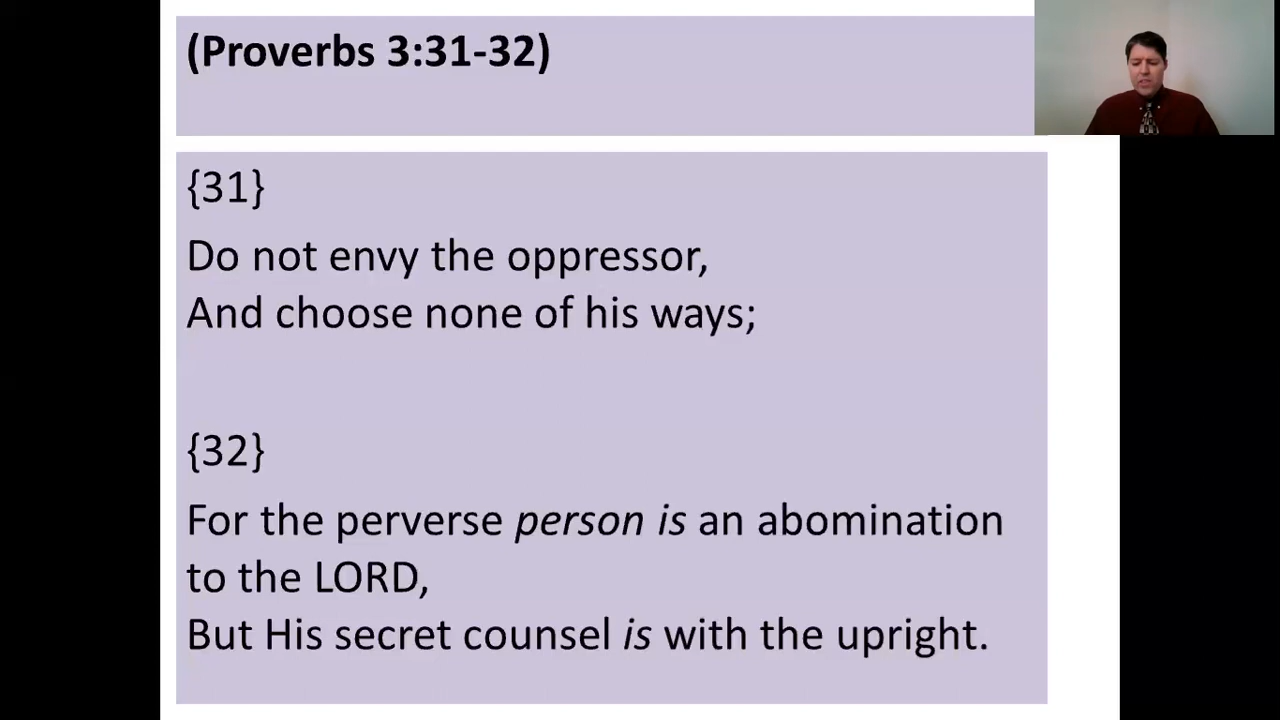 (Proverbs 3:31-32)
{31}
Do not envy the oppressor,
And choose none of his ways;
{32}
For the perverse person is an abomination
to the LORD,
But His secret counsel is with the upright.